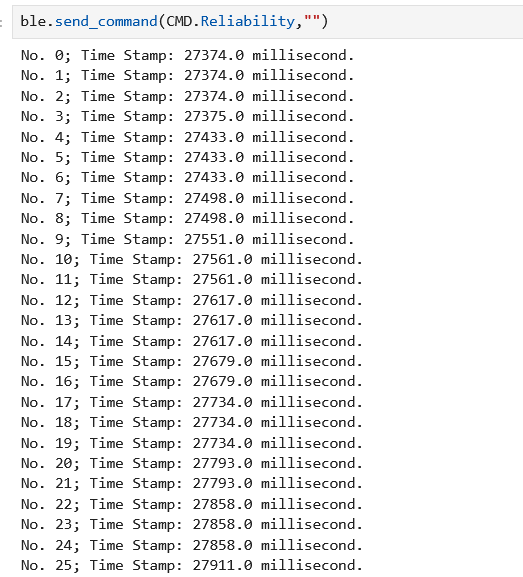 ble.send_command(CMD.Reliability,"")
No. 0; Time Stamp: 27374.0 millisecond.
No. 1; Time Stamp: 27374.0 millisecond.
No. 2; Time Stamp: 27374.0 millisecond.
No. 3; Time Stamp: 27375.0 millisecond.
No. 4; Time Stamp: 27433.0 millisecond.
No. 5; Time Stamp: 27433.0 millisecond.
No. 6; Time Stamp: 27433.0 millisecond.
No. 7; Time Stamp: 27498.0 millisecond.
No. 8; Time Stamp: 27498.0 millisecond.
No. 9; Time Stamp: 27551.0 millisecond.
No. 10; Time Stamp: 27561.0 millisecond.
No. 11; Time Stamp: 27561.0 millisecond.
No. 12; Time Stamp: 27617.0 millisecond.
No. 13; Time Stamp: 27617.0 millisecond.
No. 14; Time Stamp: 27617.0 millisecond.
No. 15; Time Stamp: 27679.0 millisecond.
No. 16; Time Stamp: 27679.0 millisecond.
No. 17; Time Stamp: 27734.0 millisecond.
No. 18; Time Stamp: 27734.0 millisecond.
No. 19; Time Stamp: 27734.0 millisecond.
No. 20; Time Stamp: 27793.0 millisecond.
No. 21; Time Stamp: 27793.0 millisecond.
No. 22; Time Stamp: 27858.0 millisecond.
No. 23; Time Stamp: 27858.0 millisecond.
No. 24; Time Stamp: 27858.0 millisecond.
No. 25; Time Stamp: 27911.0 millisecond.